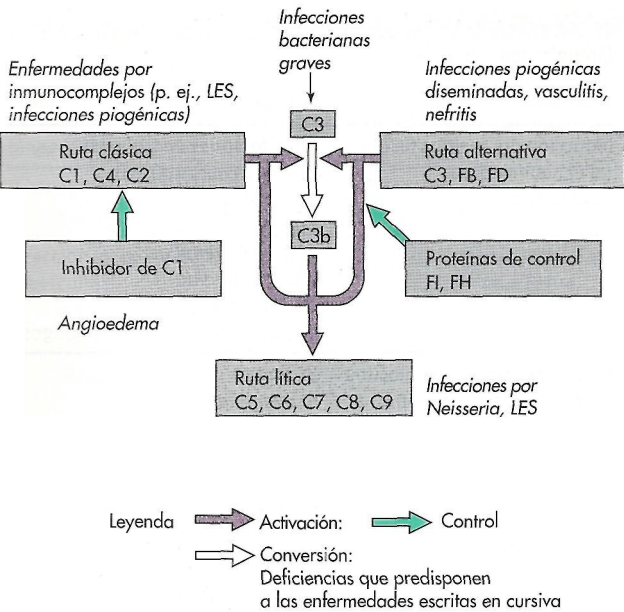 Infecciones
bacterianas
graves
Enfermedades por
inmunocomplejos (p. ej., LES,
infecciones piogénicas)
Infecciones piogénicas
diseminadas, vasculitis,
nefritis
C3
Ruta clásica
C1, C4, C2
Ruta alternativa
C3, FB, FD
C3b
Inhibidor de C1
Proteínas de control
FI, FH
Angioedema
Ruta lítica
C5, C6, C7, C8, C9
Infecciones por
Neisseria, LES
Leyenda
Activación:
Control
Conversión:
Deficiencias que predisponen
a las enfermedades escritas en cursiva